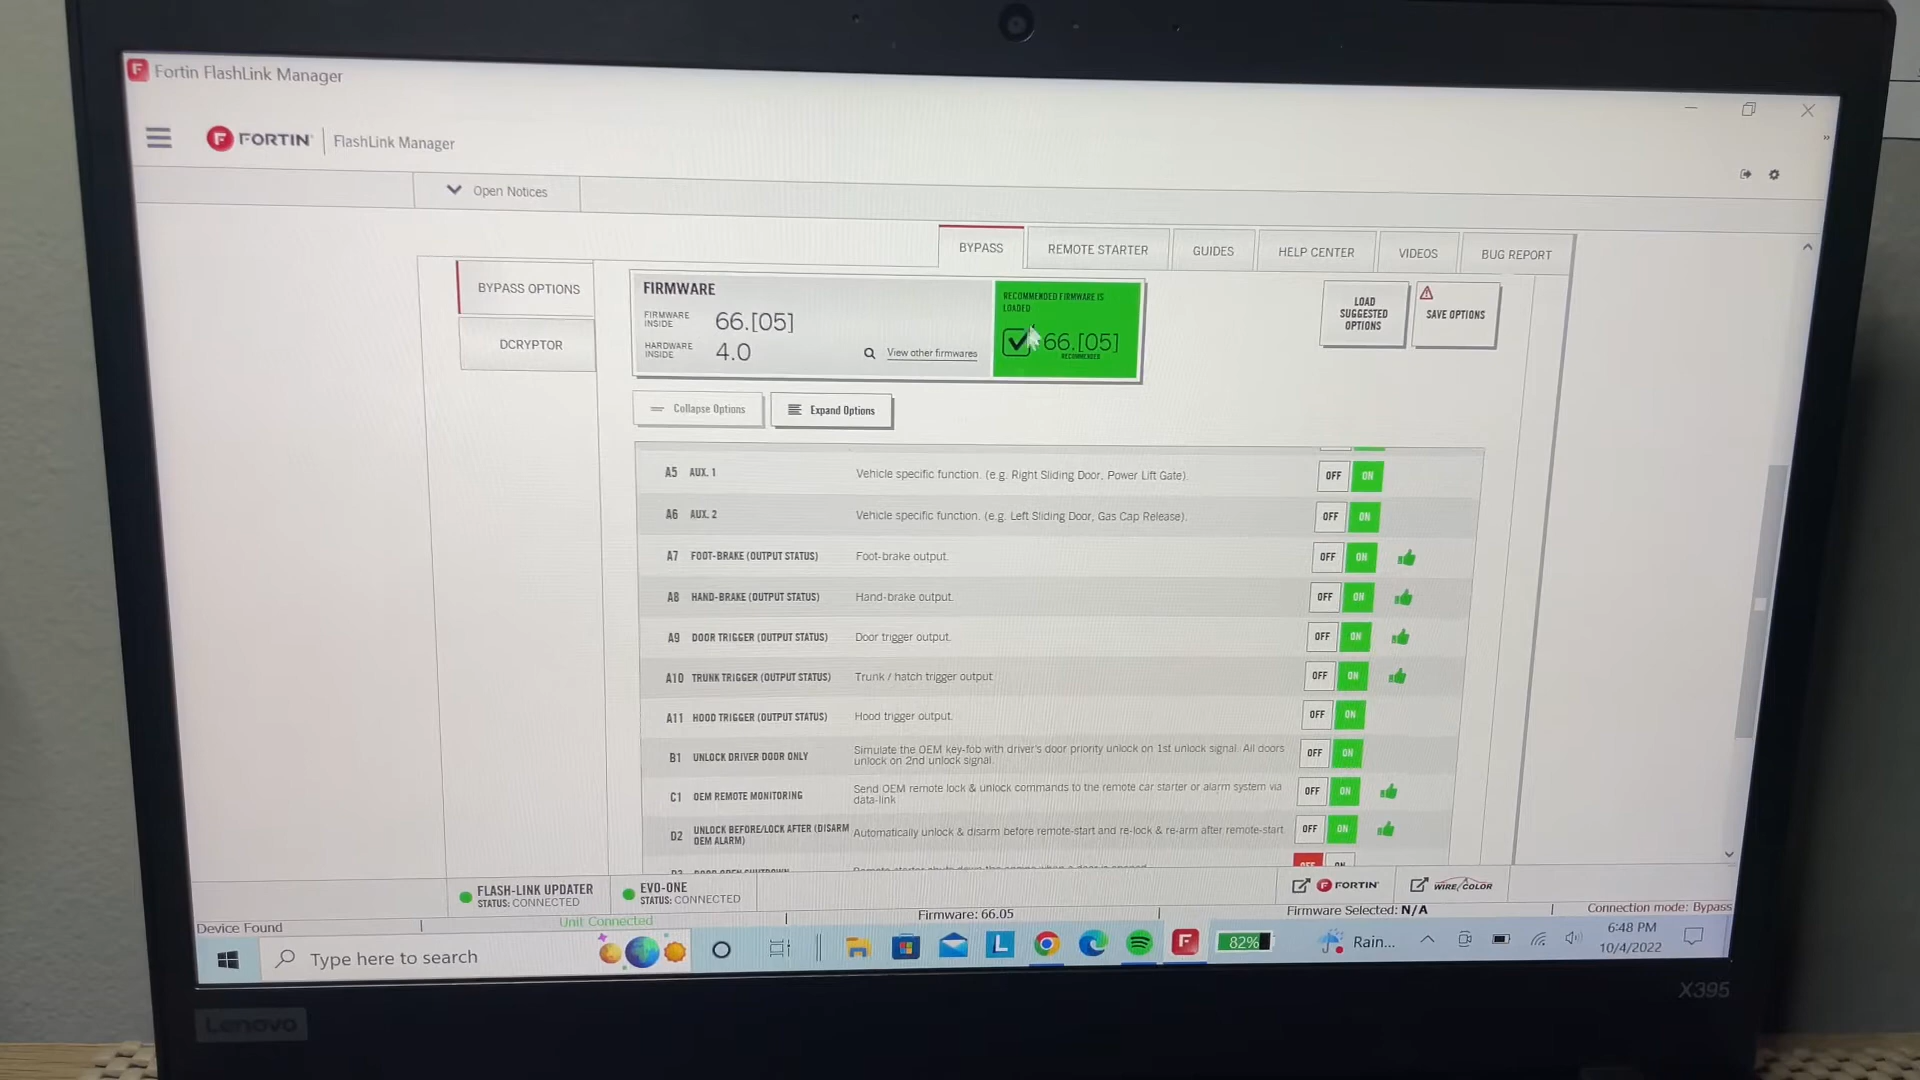 Fortin FlashLink Manager
FORTIN
FlashLink Manager
Open Notices
BYPASS
REMOTE STARTER
GUIDES
HELP CENTER
VIDEOS
BUG REPORT
BYPASS OPTIONS
DCRYPTOR
FIRMWARE
FIRMWARE
INSIDE
66.[05]
HARDWARE
INSIDE
4.0
View other firmwares
RECOMMENDED FIRMWARE IS
LOADED
66.[05]
RECOMMENDED
LOAD
SUGGESTED
OPTIONS
SAVE OPTIONS
Collapse Options
Expand Options
A5 AUX. 1 Vehicle specific function. (e.g. Right Sliding Door, Power Lift Gate). OFF ON
A6 AUX. 2 Vehicle specific function. (e.g. Left Sliding Door, Gas Cap Release). OFF ON
A7 FOOT-BRAKE (OUTPUT STATUS) Foot-brake output. OFF ON
A8 HAND-BRAKE (OUTPUT STATUS) Hand-brake output. OFF ON
A9 DOOR TRIGGER (OUTPUT STATUS) Door trigger output. OFF ON
A10 TRUNK TRIGGER (OUTPUT STATUS) Trunk / hatch trigger output OFF ON
A11 HOOD TRIGGER (OUTPUT STATUS) Hood trigger output. OFF ON
B1 UNLOCK DRIVER DOOR ONLY
Simulate the OEM key-fob with driver's door priority unlock on 1st unlock signal. All doors
unlock on 2nd unlock signal.
OFF ON
C1 OEM REMOTE MONITORING
Send OEM remote lock & unlock commands to the remote car starter or alarm system via
data-link
OFF ON
D2
UNLOCK BEFORE/LOCK AFTER (DISARM
OEM ALARM)
Automatically unlock & disarm before remote-start and re-lock & re-arm after remote-start
OFF ON
FLASH-LINK UPDATER
STATUS: CONNECTED
EVO-ONE
STATUS: CONNECTED
FORTIN
WIRE COLOR
Device Found
Unit Connected
Firmware: 66.05
Firmware Selected: N/A
Connection mode: Bypass
Type here to search
L
82%
Rain...
6:48 PM
10/4/2022
X395
Lenovo